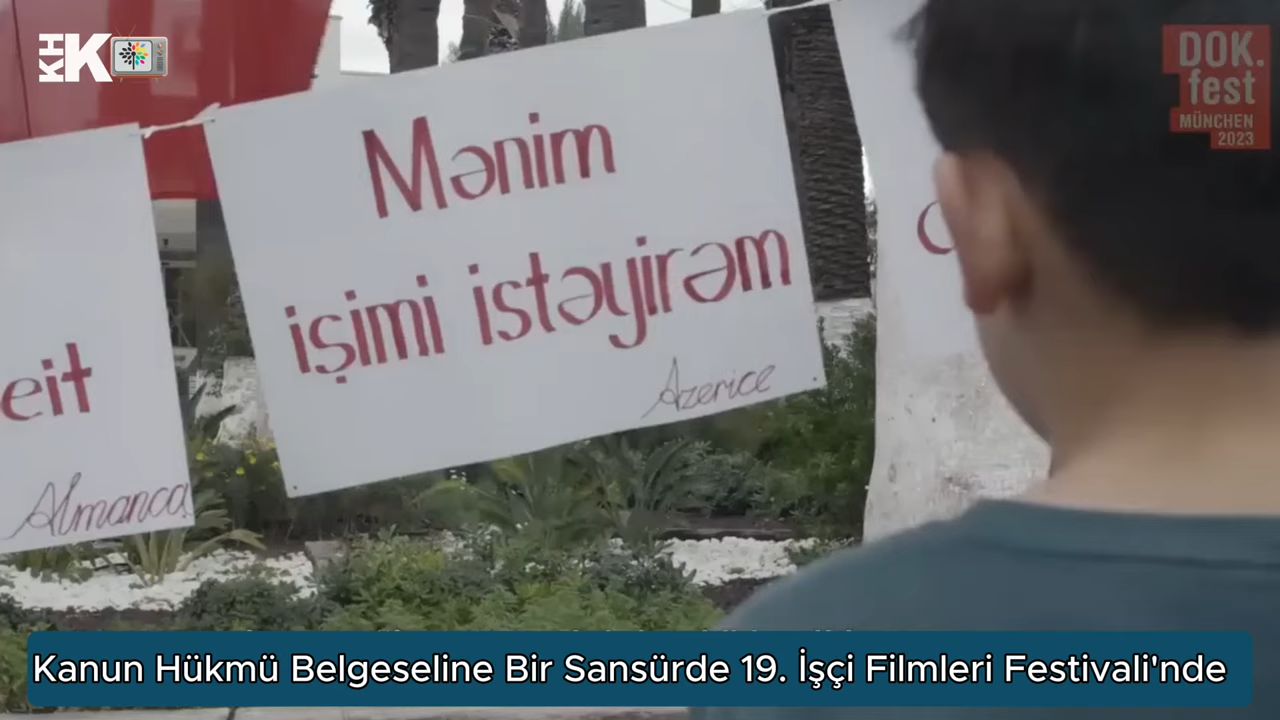 KHK
DOK.
fest
MÜNCHEN
2023
Mənim
işimi istəyirəm
Azerice
eit
Almanca
Kanun Hükmü Belgeseline Bir Sansürde 19. İşçi Filmleri Festivali'nde